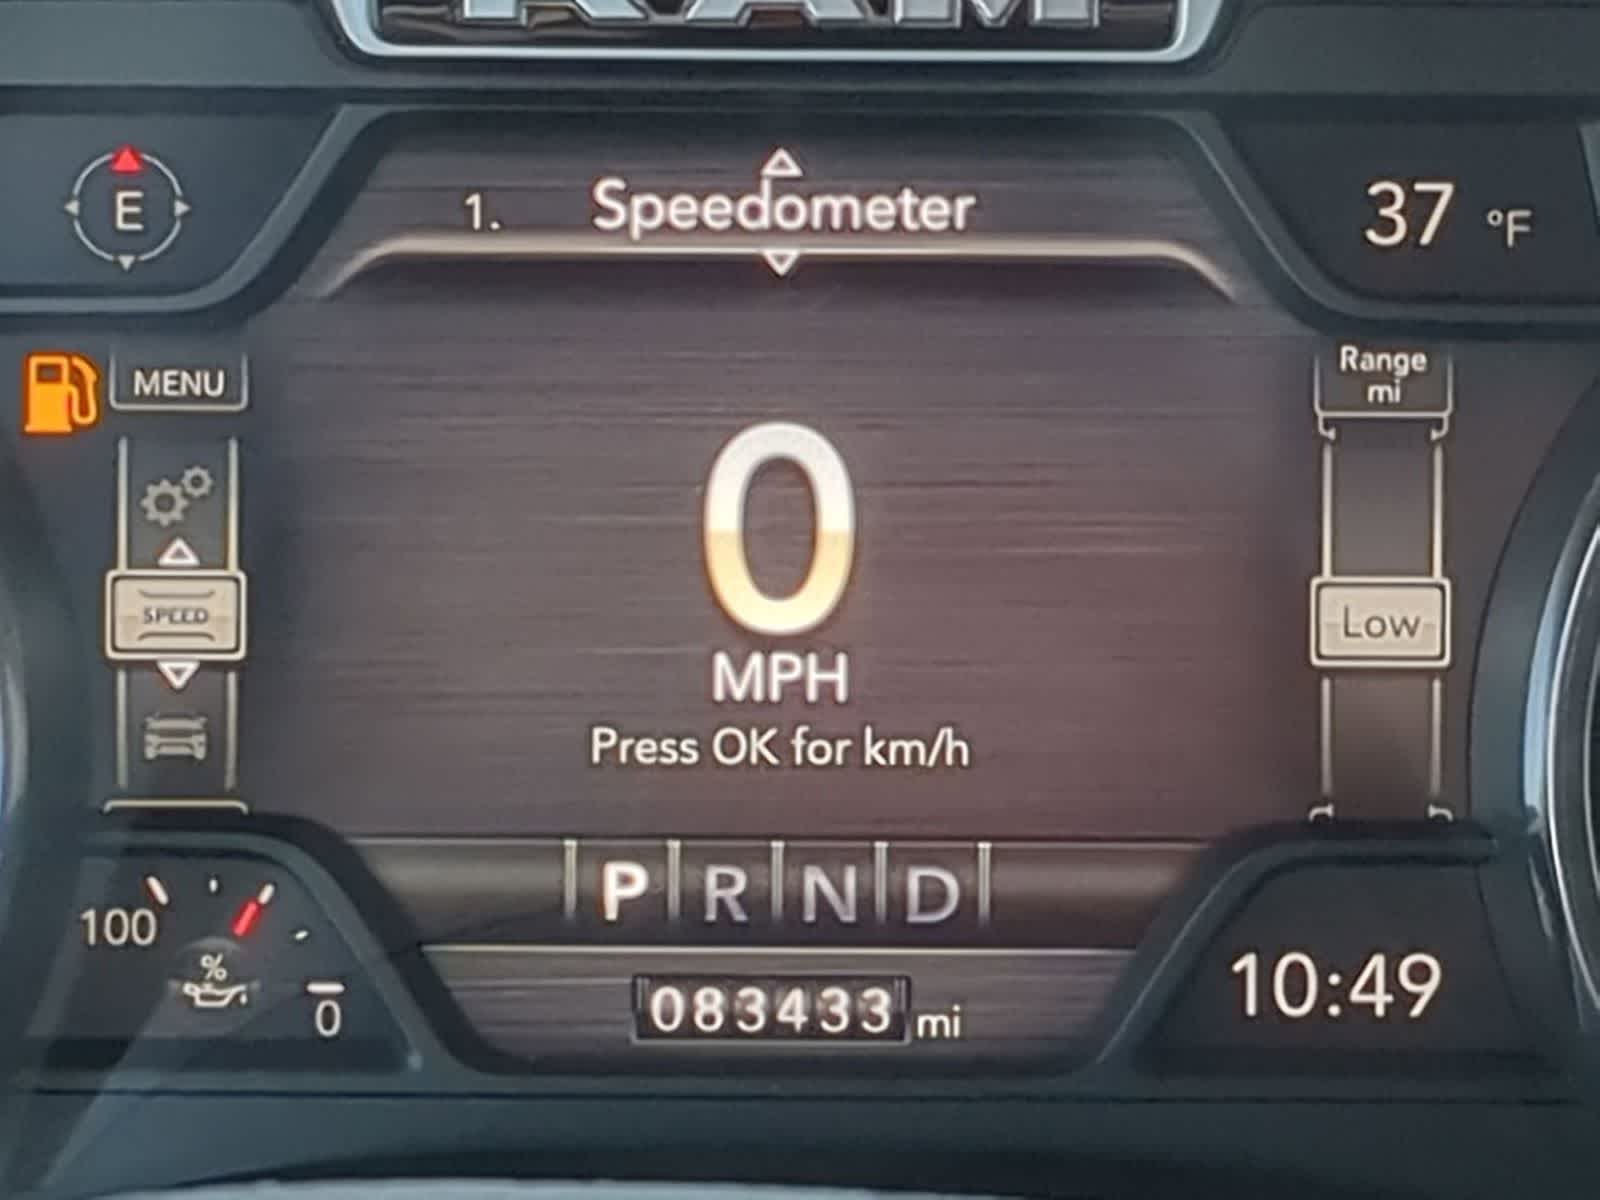 RAM
E
1. Speedometer
37 °F
MENU
Range
mi
0
SPEED
Low
MPH
Press OK for km/h
P R N D
100
%
0
083433 mi
10:49